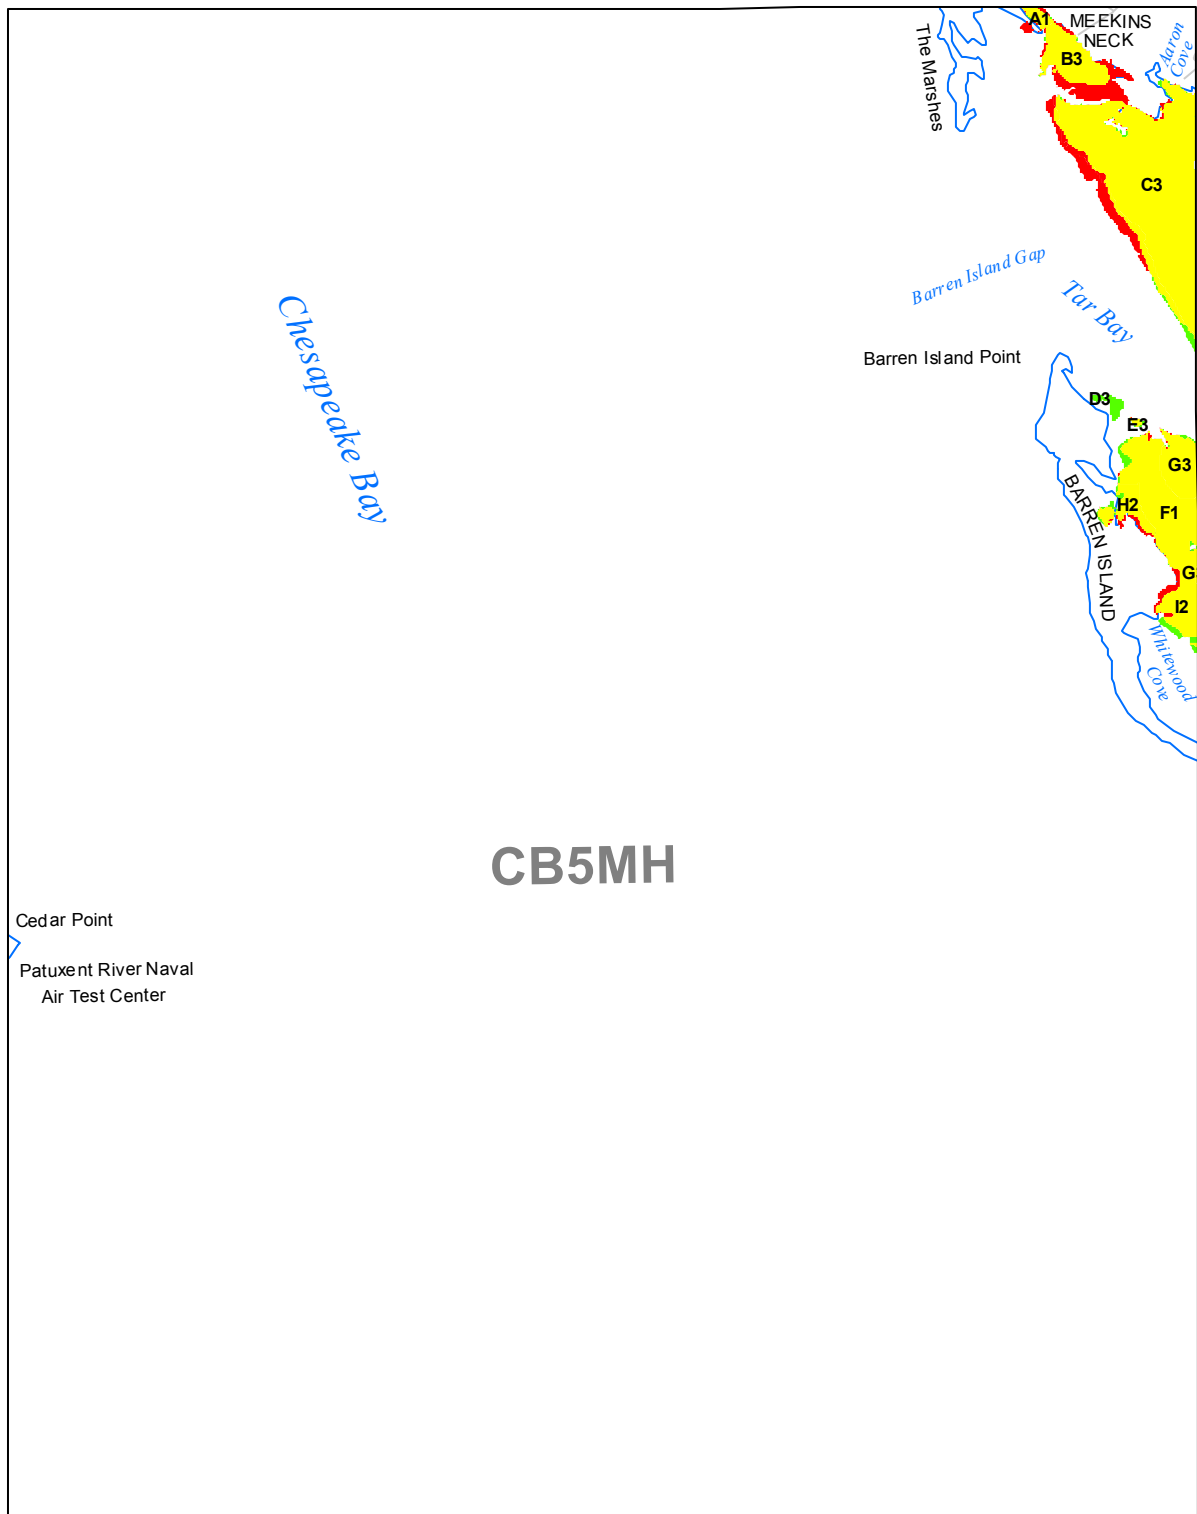 A1
MEEKINS
NECK
The Marshes
Aaron
Cove
B3
C3
Barren Island Gap
Tar Bay
Chesapeake Bay
Barren Island Point
D3
E3
G3
H2
F1
BARREN ISLAND
I2
Whitewood
Cove
CB5MH
Cedar Point
Patuxent River Naval
Air Test Center